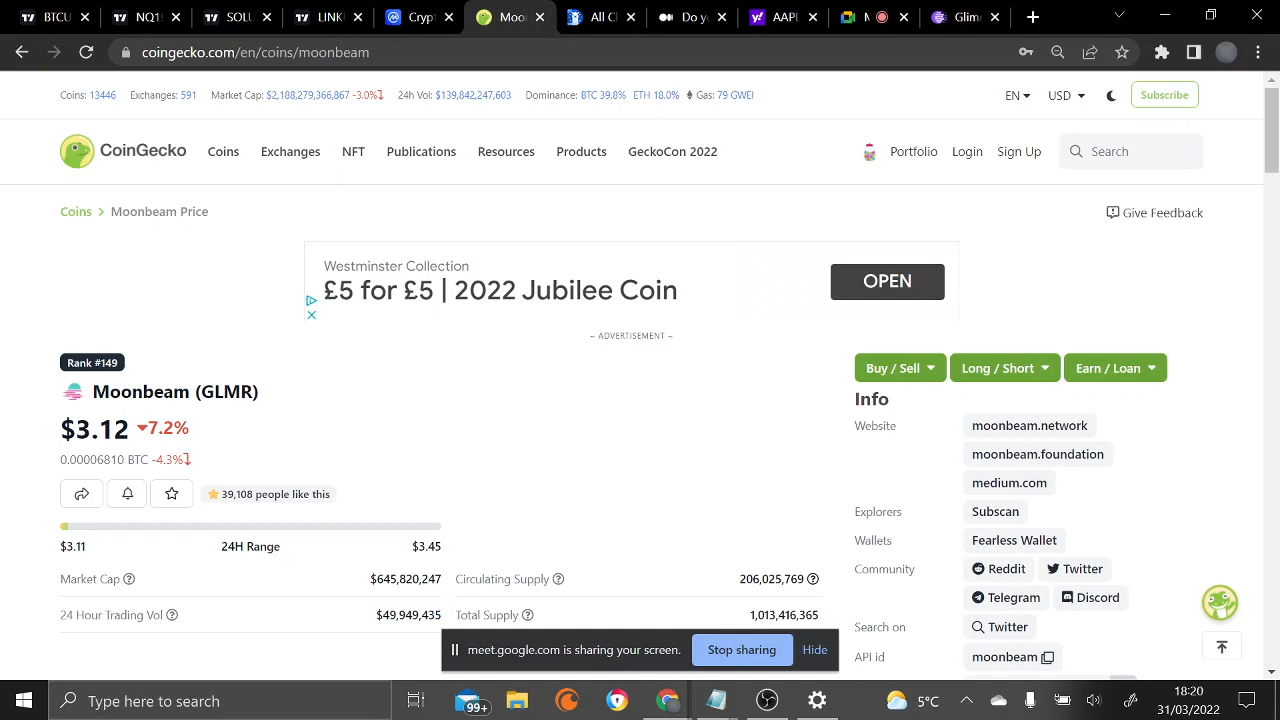 BTCU
NQ1
SOLU
LINK
Crypt
Moo
All C
Do y
AAPL
M
Glim
coingecko.com/en/coins/moonbeam
Coins: 13446 Exchanges: 591 Market Cap: $2,188,279,366,867 -3.0% 24h Vol: $139,842,247,603 Dominance: BTC 39.8% ETH 18.0% Gas: 79 GWEI EN USD Subscribe
CoinGecko Coins Exchanges NFT Publications Resources Products GeckoCon 2022 Portfolio Login Sign Up Search
Coins > Moonbeam Price Give Feedback
Westminster Collection
£5 for £5 | 2022 Jubilee Coin
OPEN
~ ADVERTISEMENT ~
Rank #149
Moonbeam (GLMR)
$3.12 7.2%
0.00006810 BTC -4.3%
39,108 people like this
$3.11 24H Range $3.45
Market Cap $645,820,247
24 Hour Trading Vol $49,949,435
Circulating Supply 206,025,769
Total Supply 1,013,416,365
Buy / Sell Long / Short Earn / Loan
Info
Website moonbeam.network
moonbeam.foundation
medium.com
Explorers Subscan
Wallets Fearless Wallet
Community Reddit Twitter
Telegram Discord
Search on Twitter
API id moonbeam
meet.google.com is sharing your screen. Stop sharing Hide
Type here to search
99+
5°C
18:20
31/03/2022